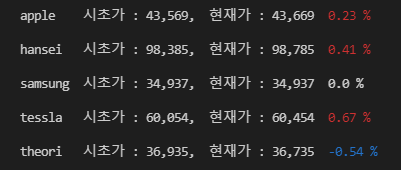 apple 시초가 : 43,569, 현재가 : 43,669 0.23 %
hansei 시초가 : 98,385, 현재가 : 98,785 0.41 %
samsung 시초가 : 34,937, 현재가 : 34,937 0.0 %
tessla 시초가 : 60,054, 현재가 : 60,454 0.67 %
theori 시초가 : 36,935, 현재가 : 36,735 -0.54 %